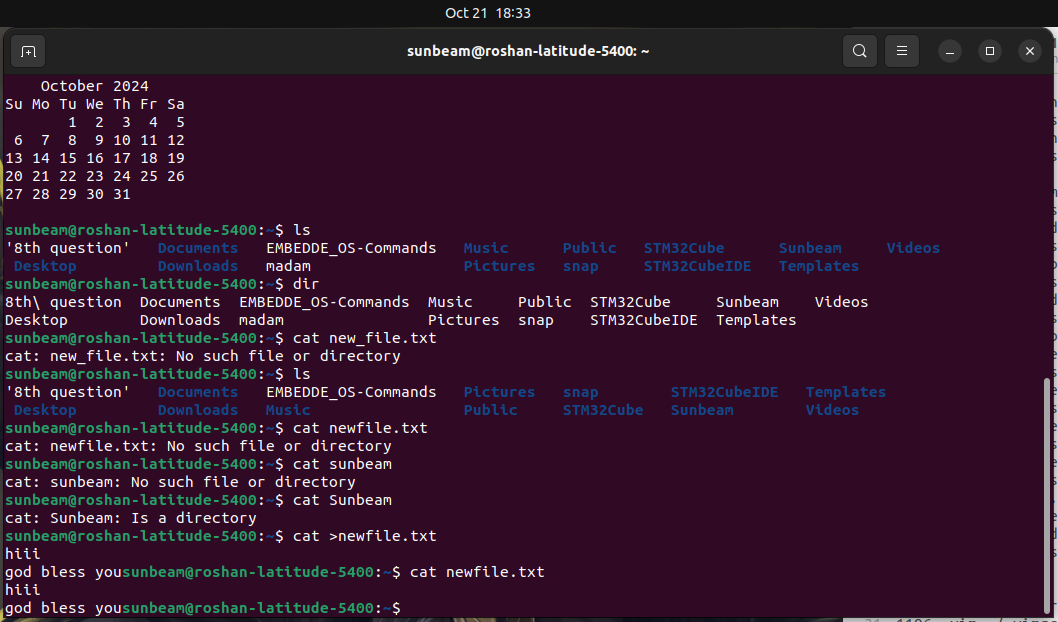 Oct 21 18:33
sunbeam@roshan-latitude-5400: ~
    October 2024
Su Mo Tu We Th Fr Sa
       1  2  3  4  5
 6  7  8  9 10 11 12
13 14 15 16 17 18 19
20 21 22 23 24 25 26
27 28 29 30 31
sunbeam@roshan-latitude-5400:~$ ls
'8th question'   Documents   EMBEDDE_OS-Commands   Music      Public   STM32Cube      Sunbeam     Videos
 Desktop         Downloads   madam                 Pictures   snap     STM32CubeIDE   Templates
sunbeam@roshan-latitude-5400:~$ dir
8th\ question  Documents  EMBEDDE_OS-Commands  Music     Public  STM32Cube     Sunbeam    Videos
Desktop        Downloads  madam                Pictures  snap    STM32CubeIDE  Templates
sunbeam@roshan-latitude-5400:~$ cat new_file.txt
cat: new_file.txt: No such file or directory
sunbeam@roshan-latitude-5400:~$ ls
'8th question'   Documents   EMBEDDE_OS-Commands   Pictures   snap        STM32CubeIDE   Templates
 Desktop         Downloads   Music                 Public     STM32Cube   Sunbeam        Videos
sunbeam@roshan-latitude-5400:~$ cat newfile.txt
cat: newfile.txt: No such file or directory
sunbeam@roshan-latitude-5400:~$ cat sunbeam
cat: sunbeam: No such file or directory
sunbeam@roshan-latitude-5400:~$ cat Sunbeam
cat: Sunbeam: Is a directory
sunbeam@roshan-latitude-5400:~$ cat >newfile.txt
hiii
god bless yousunbeam@roshan-latitude-5400:~$ cat newfile.txt
hiii
god bless yousunbeam@roshan-latitude-5400:~$